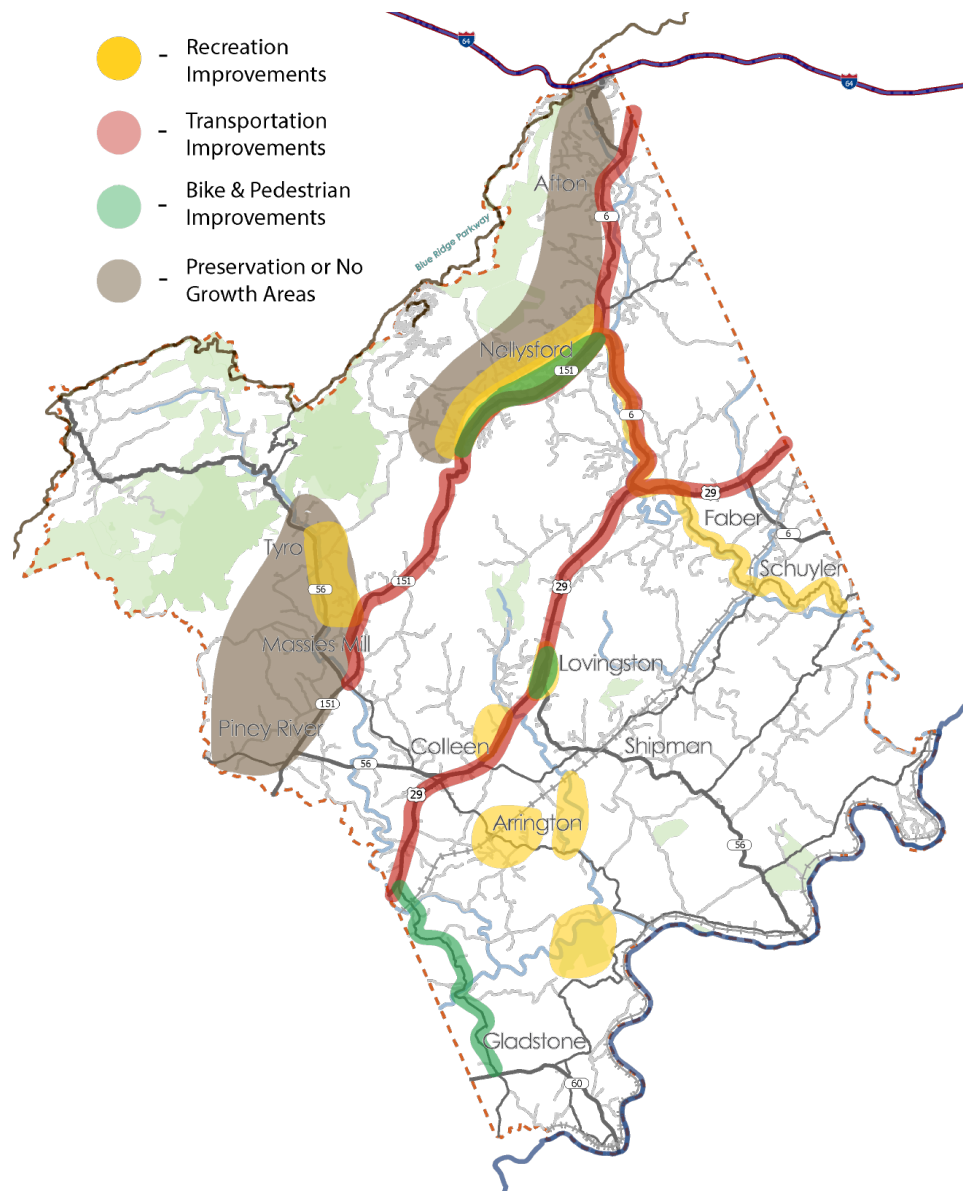 Recreation
Improvements
Transportation
Improvements
Bike & Pedestrian
Improvements
Preservation or No
Growth Areas
64
64
Afton
6
Blue Ridge Parkway
Nellysford
151
6
29
Faber
6
Schuyler
Tyro
56
151
29
Massies Mill
Lovingston
151
Piney River
Colleen
Shipman
56
29
Arrington
56
Gladstone
60